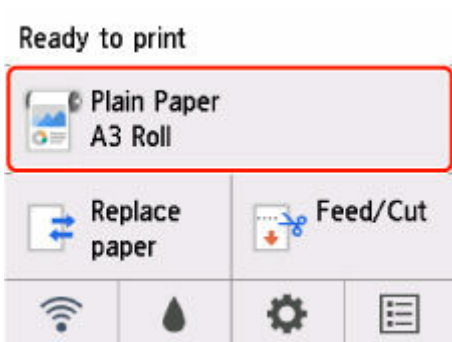 Ready to print
Plain Paper
A3 Roll
Replace
paper
Feed/Cut